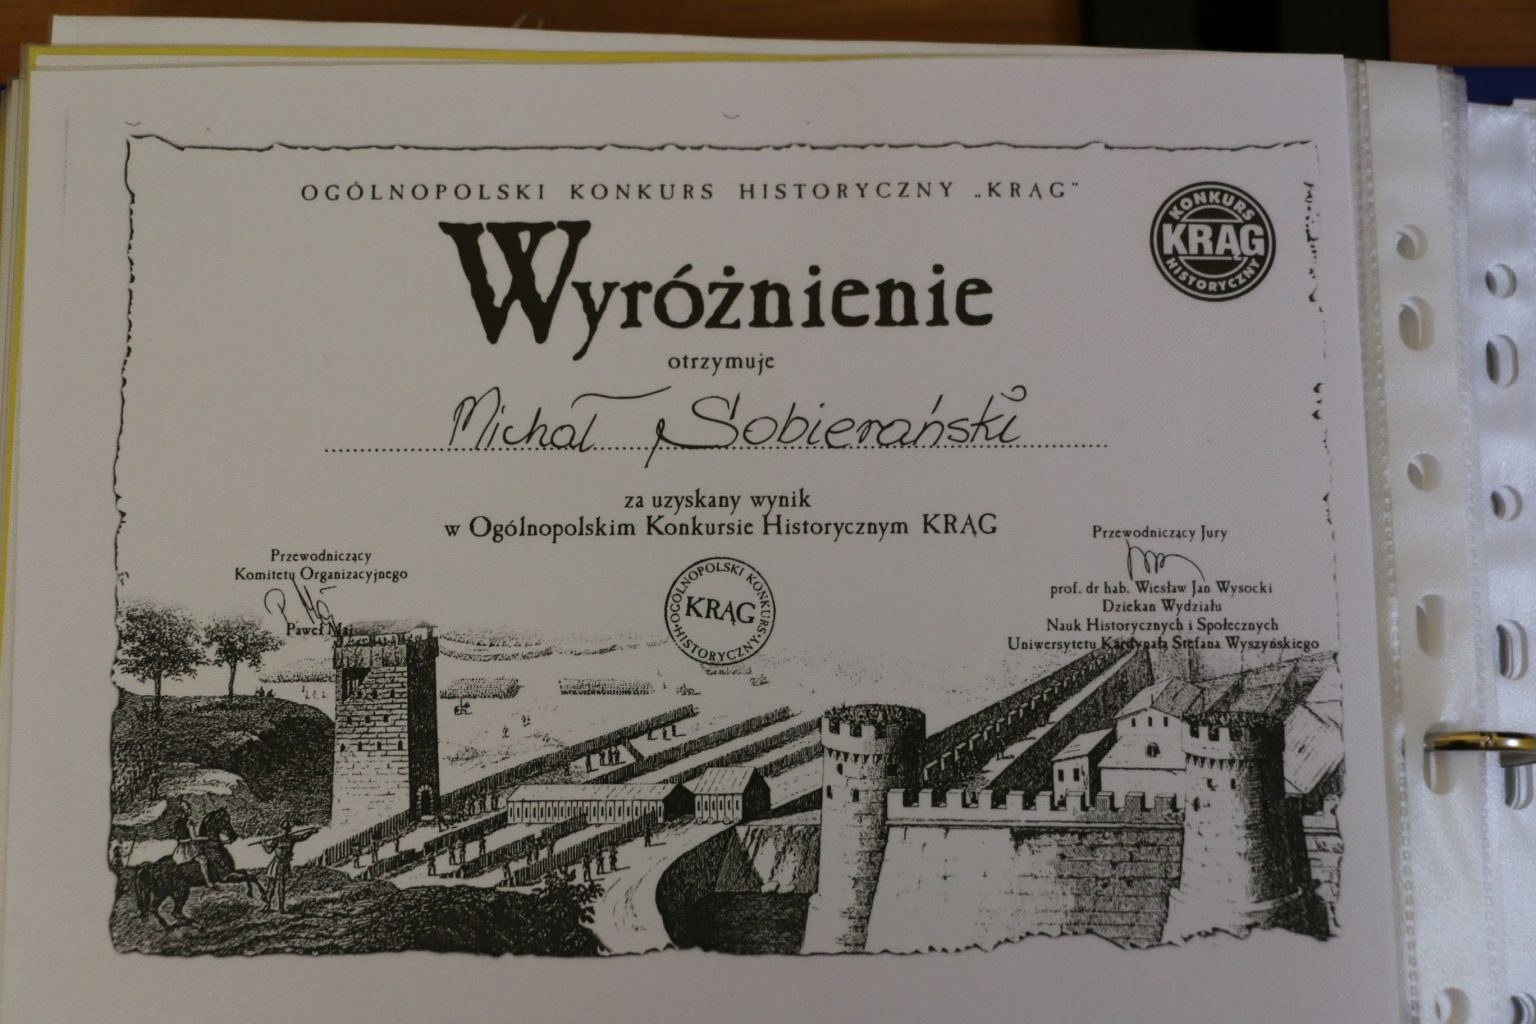 OGÓLNOPOLSKI KONKURS HISTORYCZNY „KRĄG"
KONKURS
KRĄG
HISTORYCZNY
Wyróżnienie
otrzymuje
Michał Sobierański
za uzyskany wynik
w Ogólnopolskim Konkursie Historycznym KRĄG
Przewodniczący
Komitetu Organizacyjnego
Paweł Maj
OGÓLNOPOLSKI KONKURS
KRĄG
HISTORYCZNY
Przewodniczący Jury
prof. dr hab. Wiesław Jan Wysocki
Dziekan Wydziału
Nauk Historycznych i Społecznych
Uniwersytetu Kardynała Stefana Wyszyńskiego